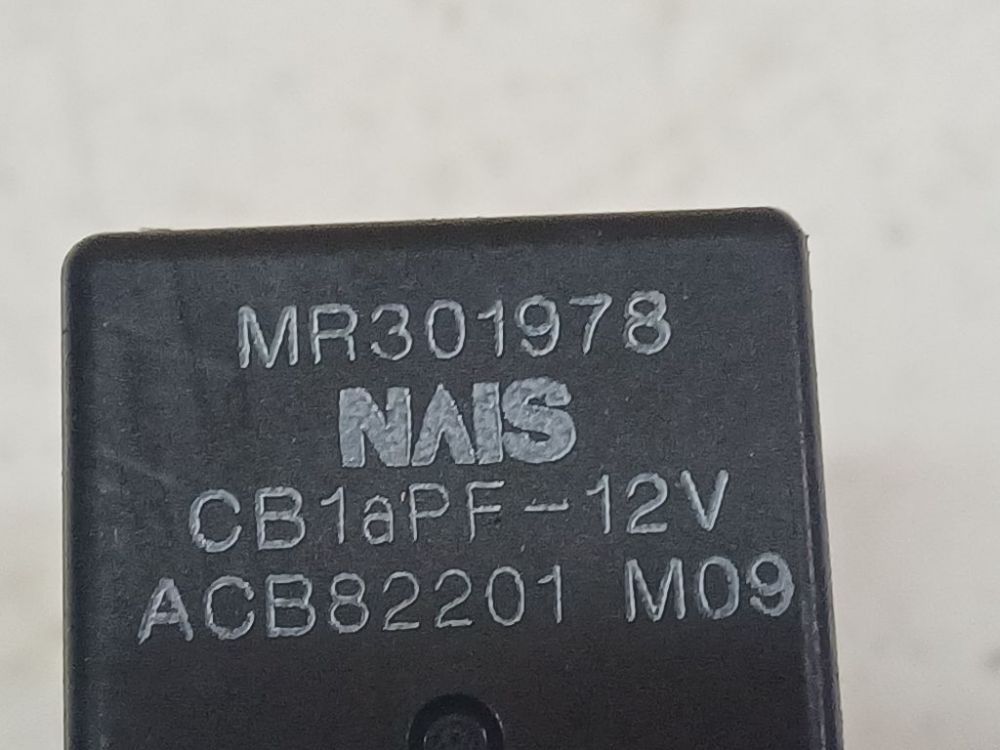 MR301978
NAIS
CB1aPF-12V
ACB82201 M09